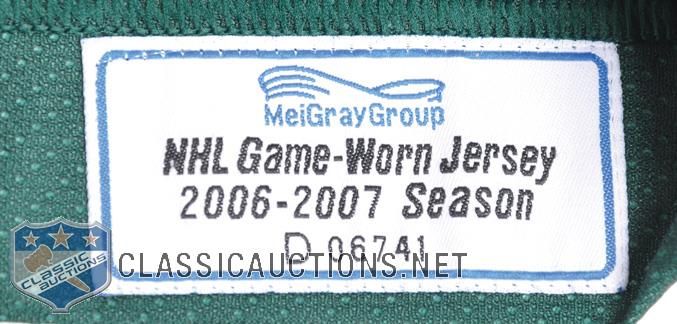 MeiGrayGroup
NHL Game-Worn Jersey
2006-2007 Season
D 06741
CLASSIC AUCTIONS
CLASSICAUCTIONS.NET